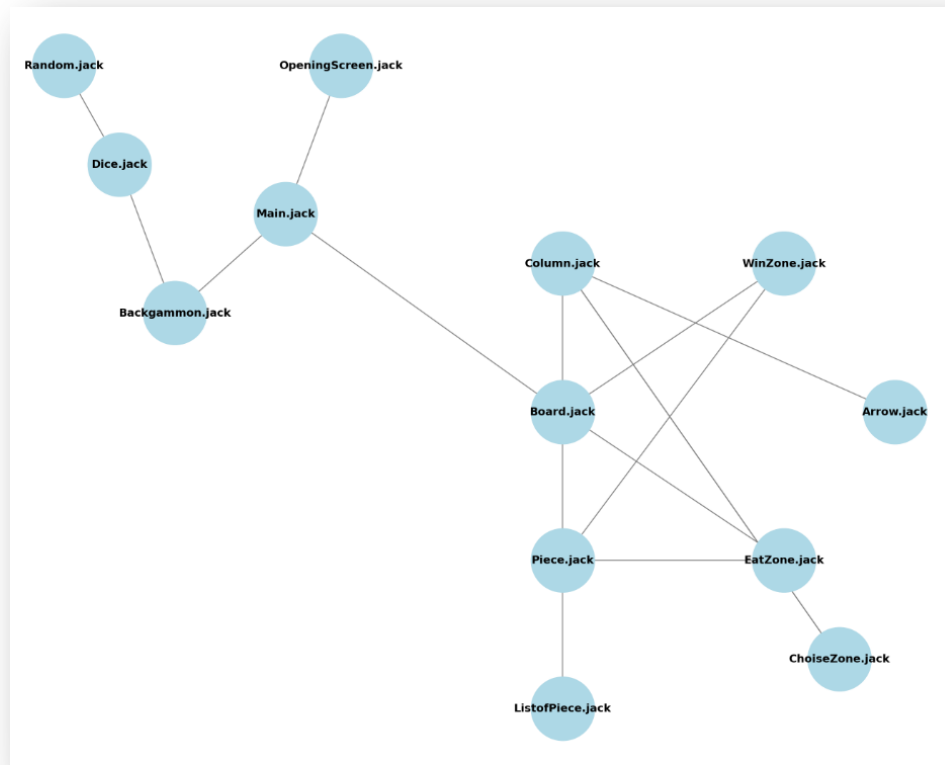 Random.jack
OpeningScreen.jack
Dice.jack
Main.jack
Column.jack
WinZone.jack
Backgammon.jack
Board.jack
Arrow.jack
Piece.jack
EatZone.jack
ChoiseZone.jack
ListofPiece.jack